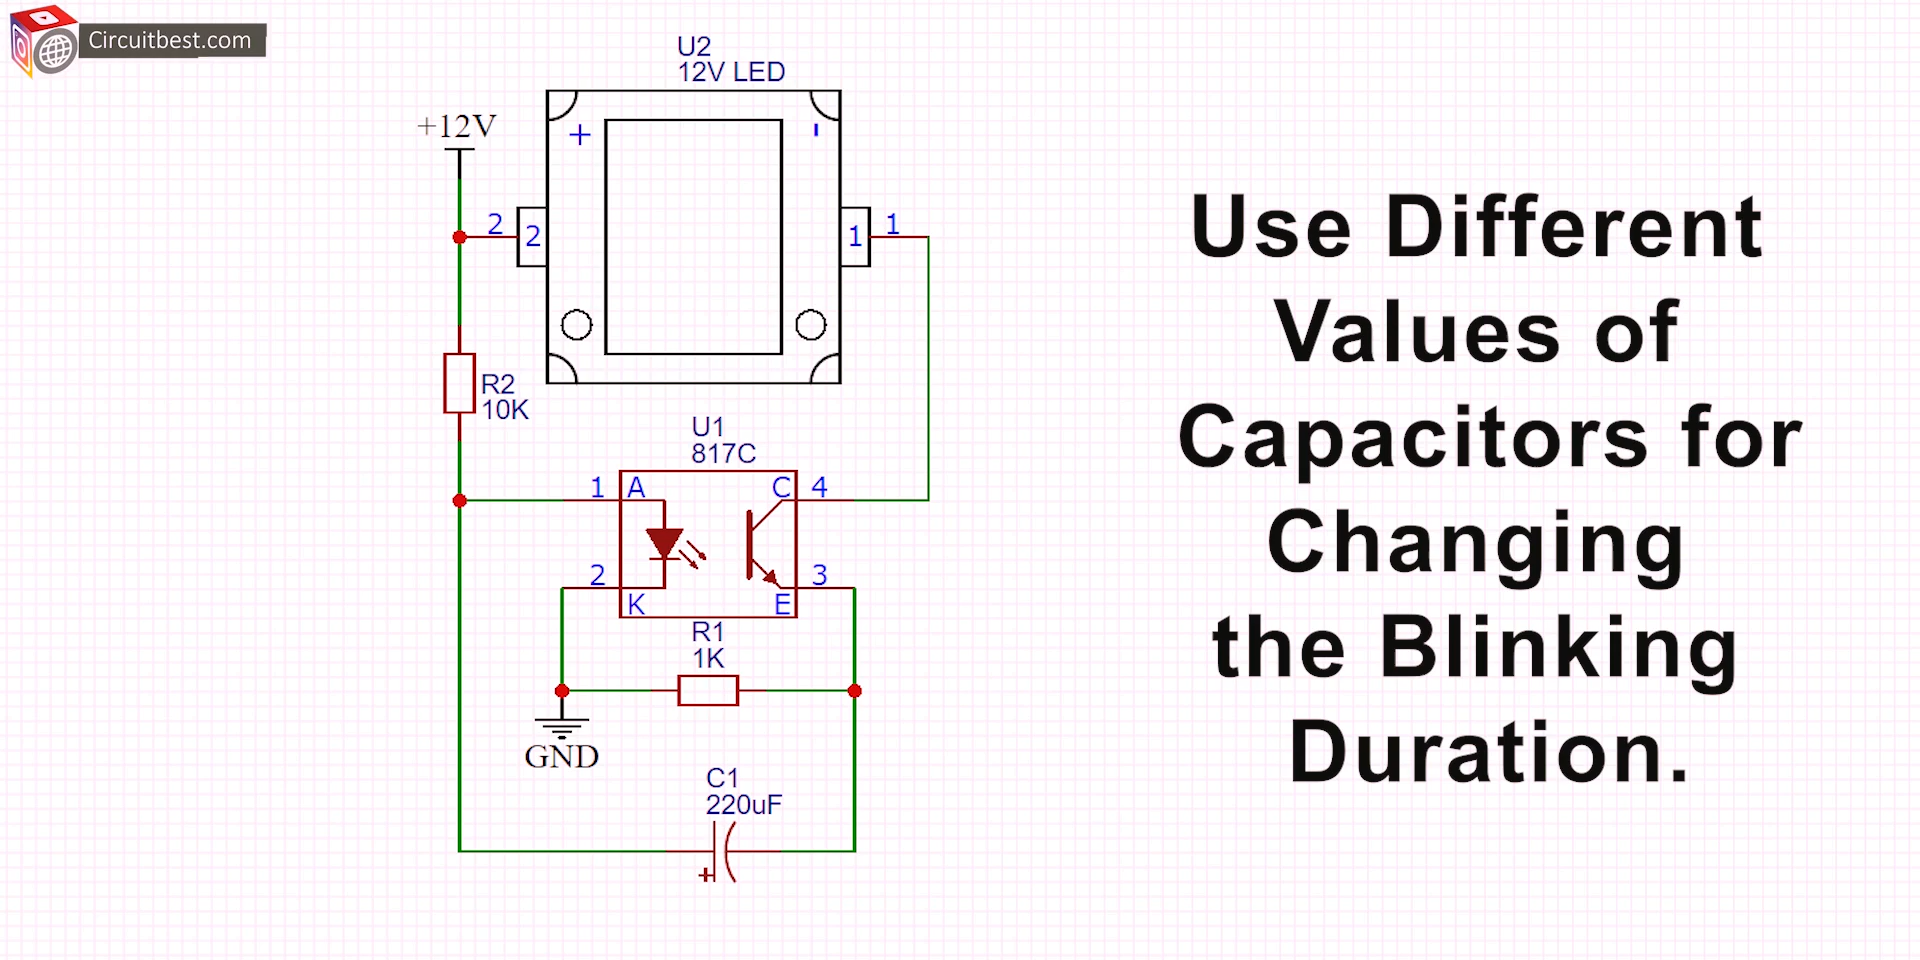 Circuitbest.com
U2
12V LED
+12V
+ -
2 2 1 1
R2
10K
U1
817C
1 A C 4
2 K E 3
R1
1K
GND
C1
220uF
+
Use Different
Values of
Capacitors for
Changing
the Blinking
Duration.